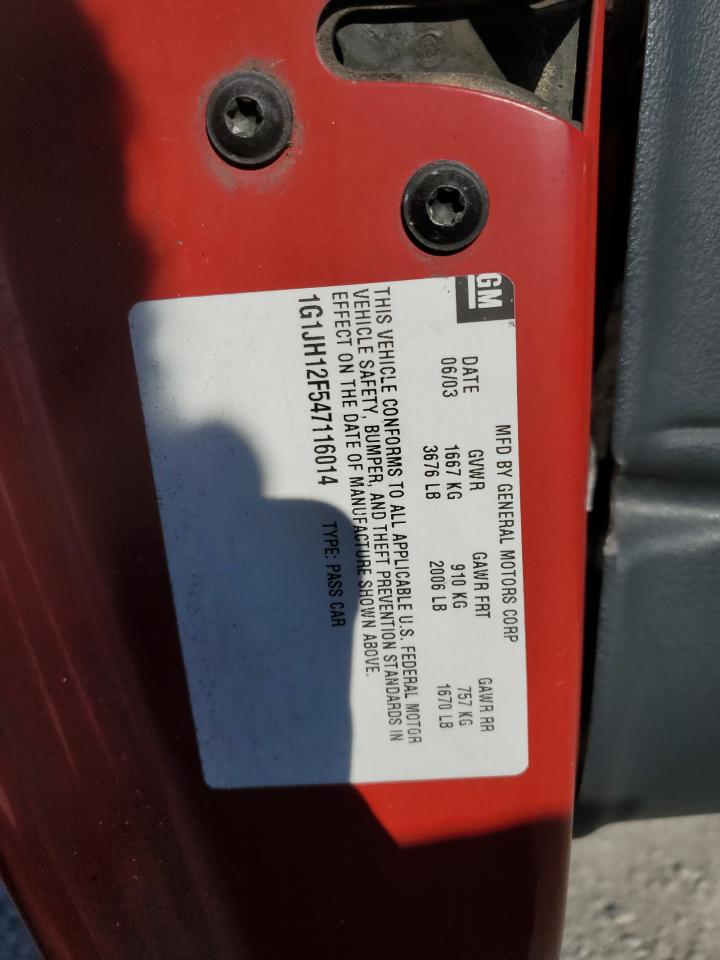 GM
MFD BY GENERAL MOTORS CORP
DATE GVWR GAWR FRT GAWR RR
06/03 1667 KG 910 KG 757 KG
3676 LB 2006 LB 1670 LB
THIS VEHICLE CONFORMS TO ALL APPLICABLE U.S. FEDERAL MOTOR
VEHICLE SAFETY, BUMPER, AND THEFT PREVENTION STANDARDS IN
EFFECT ON THE DATE OF MANUFACTURE SHOWN ABOVE.
1G1JH12F547116014 TYPE: PASS CAR